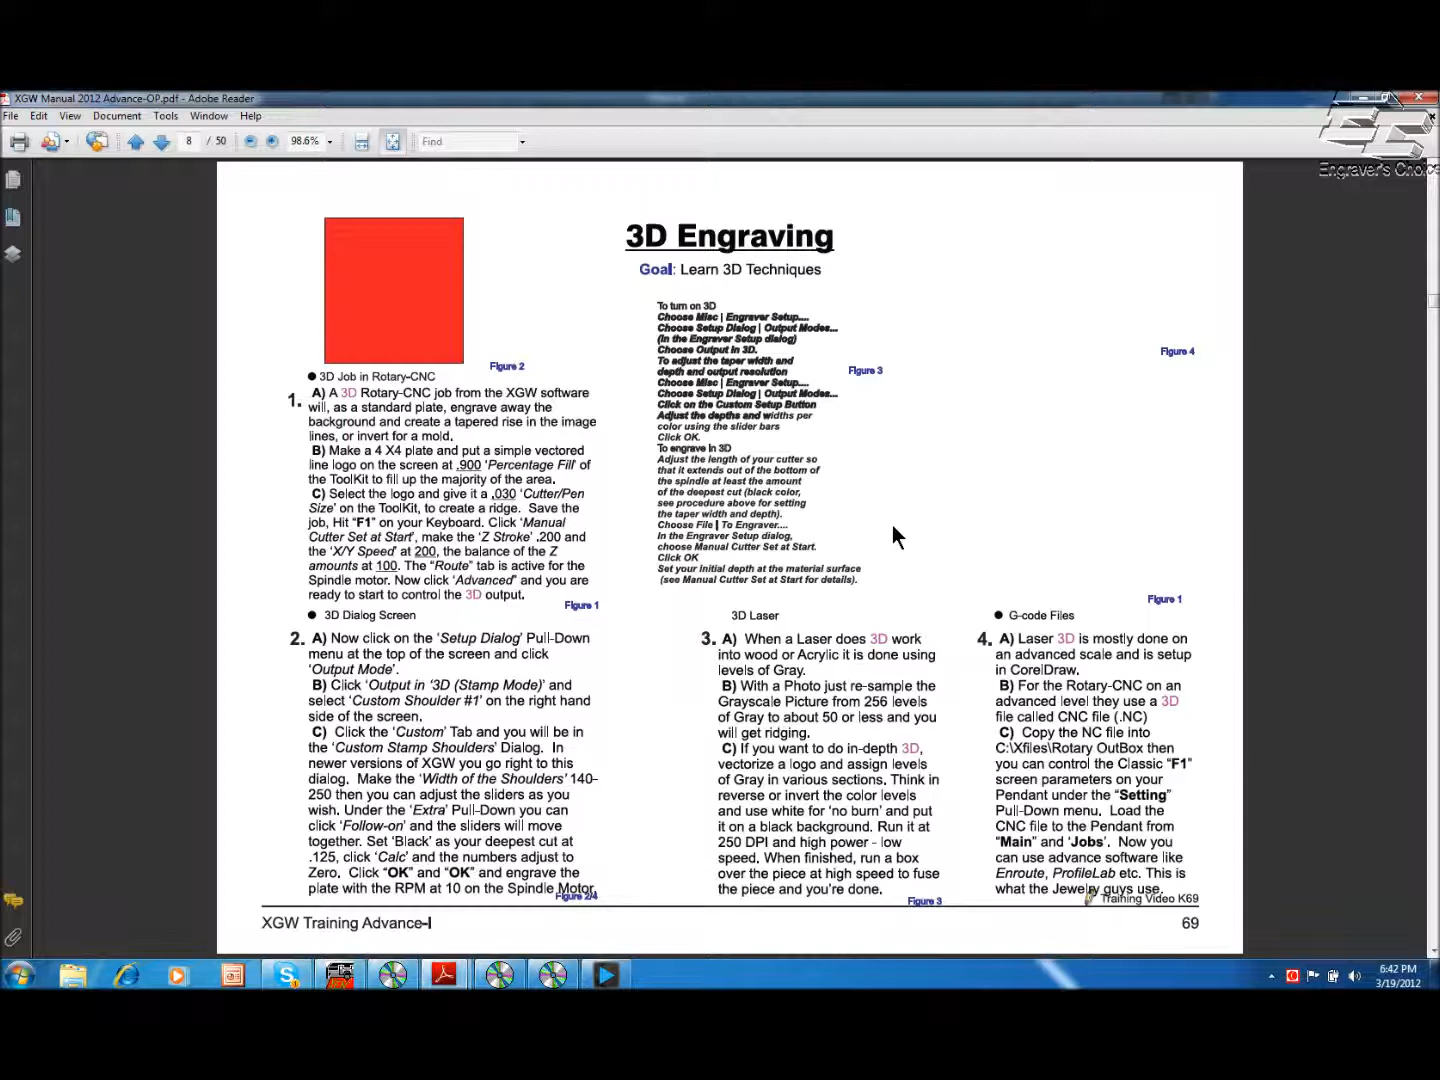 XGW Manual 2012 Advance-OP.pdf - Adobe Reader
File Edit View Document Tools Window Help
8 / 50 98.6% Find
Engraver's Choice
3D Engraving
Goal: Learn 3D Techniques
To turn on 3D
Choose Misc | Engraver Setup....
Choose Setup Dialog | Output Modes...
(In the Engraver Setup dialog)
Choose Output in 3D.
To adjust the taper width and
depth and output resolution
Choose Misc | Engraver Setup....
Choose Setup Dialog | Output Modes...
Click on the Custom Setup Button
Adjust the depths and widths per
color using the slider bars
Click OK.
To engrave in 3D
Adjust the length of your cutter so
that it extends out of the bottom of
the spindle at least the amount
of the deepest cut (black color,
see procedure above for setting
the taper width and depth).
Choose File | To Engraver....
In the Engraver Setup dialog,
choose Manual Cutter Set at Start.
Click OK
Set your initial depth at the material surface
(see Manual Cutter Set at Start for details).
Figure 2
Figure 3
Figure 4
● 3D Job in Rotary-CNC
1. A) A 3D Rotary-CNC job from the XGW software
will, as a standard plate, engrave away the
background and create a tapered rise in the image
lines, or invert for a mold.
B) Make a 4 X4 plate and put a simple vectored
line logo on the screen at .900 'Percentage Fill' of
the ToolKit to fill up the majority of the area.
C) Select the logo and give it a .030 'Cutter/Pen
Size' on the ToolKit, to create a ridge. Save the
job, Hit "F1" on your Keyboard. Click 'Manual
Cutter Set at Start', make the 'Z Stroke' .200 and
the 'X/Y Speed' at 200, the balance of the Z
amounts at 100. The "Route" tab is active for the
Spindle motor. Now click 'Advanced" and you are
ready to start to control the 3D output.
Figure 1
Figure 1
● 3D Dialog Screen
2. A) Now click on the 'Setup Dialog' Pull-Down
menu at the top of the screen and click
'Output Mode'.
B) Click 'Output in '3D (Stamp Mode)' and
select 'Custom Shoulder #1' on the right hand
side of the screen.
C) Click the 'Custom' Tab and you will be in
the 'Custom Stamp Shoulders' Dialog. In
newer versions of XGW you go right to this
dialog. Make the 'Width of the Shoulders' 140-
250 then you can adjust the sliders as you
wish. Under the 'Extra' Pull-Down you can
click 'Follow-on' and the sliders will move
together. Set 'Black' as your deepest cut at
.125, click 'Calc' and the numbers adjust to
Zero. Click "OK" and "OK" and engrave the
plate with the RPM at 10 on the Spindle Motor.
Figure 2/4
3D Laser
3. A) When a Laser does 3D work
into wood or Acrylic it is done using
levels of Gray.
B) With a Photo just re-sample the
Grayscale Picture from 256 levels
of Gray to about 50 or less and you
will get ridging.
C) If you want to do in-depth 3D,
vectorize a logo and assign levels
of Gray in various sections. Think in
reverse or invert the color levels
and use white for 'no burn' and put
it on a black background. Run it at
250 DPI and high power - low
speed. When finished, run a box
over the piece at high speed to fuse
the piece and you're done.
Figure 3
● G-code Files
4. A) Laser 3D is mostly done on
an advanced scale and is setup
in CorelDraw.
B) For the Rotary-CNC on an
advanced level they use a 3D
file called CNC file (.NC)
C) Copy the NC file into
C:\Xfiles\Rotary OutBox then
you can control the Classic "F1"
screen parameters on your
Pendant under the "Setting"
Pull-Down menu. Load the
CNC file to the Pendant from
"Main" and 'Jobs'. Now you
can use advance software like
Enroute, ProfileLab etc. This is
what the Jewelry guys use.
Training Video K69
XGW Training Advance-I
69
6:42 PM
3/19/2012